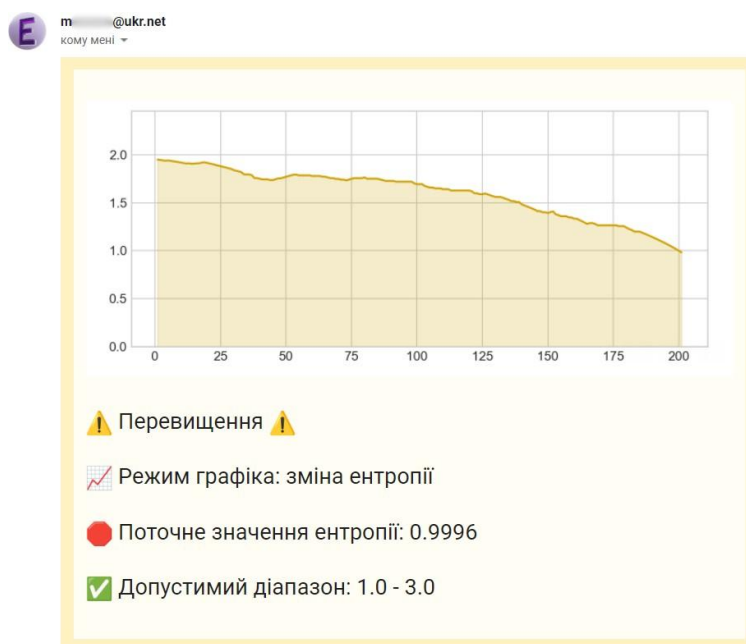 E
m @ukr.net
кому мені
2.0
1.5
1.0
0.5
0.0
0 25 50 75 100 125 150 175 200
Перевищення
Режим графіка: зміна ентропії
Поточне значення ентропії: 0.9996
Допустимий діапазон: 1.0 - 3.0